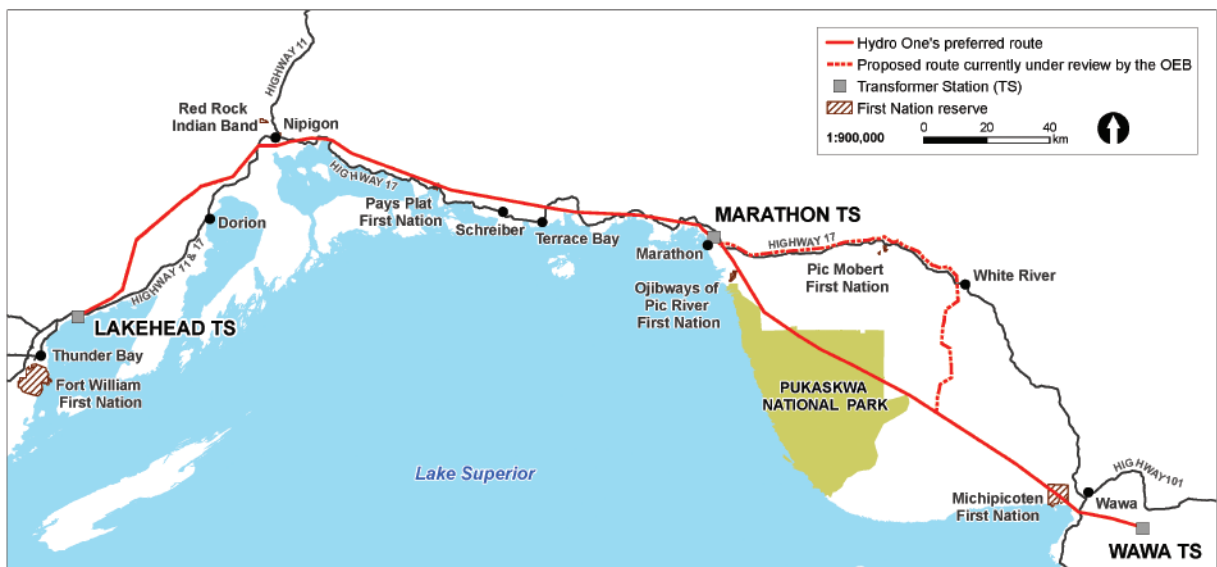 Hydro One's preferred route
Proposed route currently under review by the OEB
Transformer Station (TS)
First Nation reserve
1:900,000
0 20 40
km
HIGHWAY 11
Red Rock
Indian Band
Nipigon
HIGHWAY 17
Pays Plat
First Nation
Schreiber
Terrace Bay
Dorion
HIGHWAY 11 & 17
LAKEHEAD TS
Thunder Bay
Fort William
First Nation
MARATHON TS
HIGHWAY 17
Marathon
Pic Mobert
First Nation
White River
Ojibways of
Pic River
First Nation
PUKASKWA
NATIONAL PARK
Lake Superior
HIGHWAY101
Michipicoten
First Nation
Wawa
WAWA TS